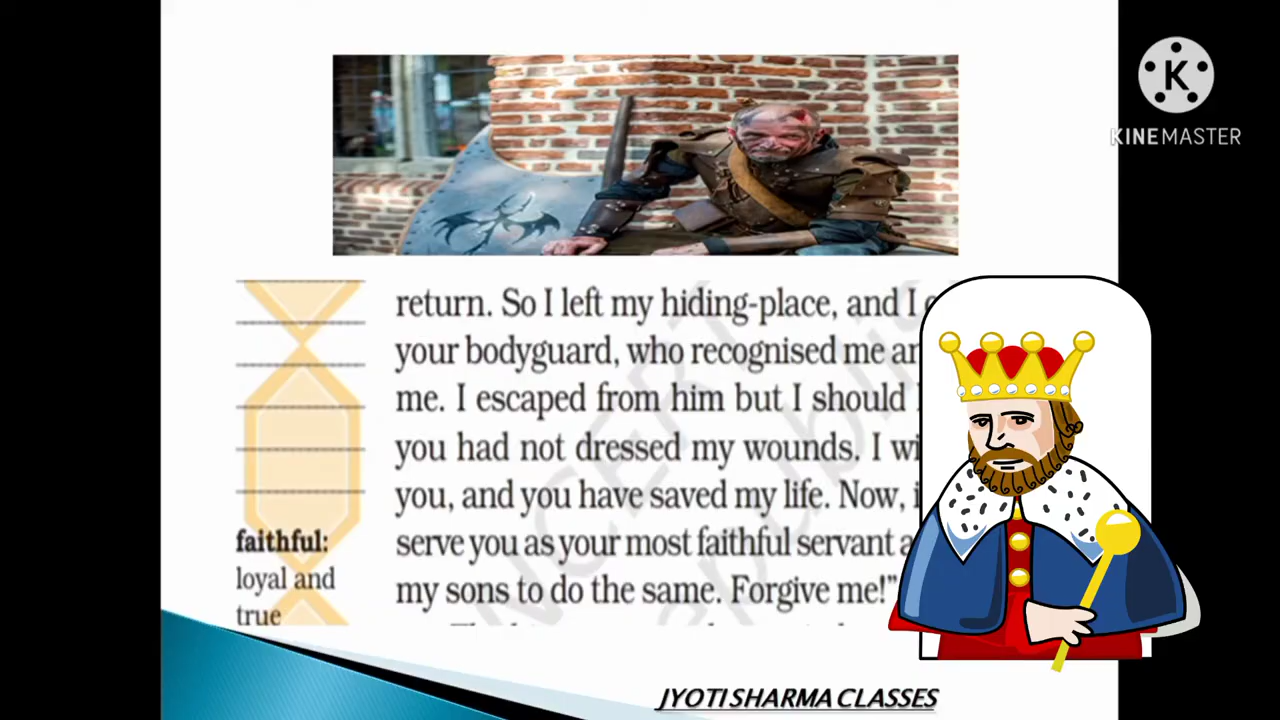 KINEMASTER
return. So I left my hiding-place, and I
your bodyguard, who recognised me
me. I escaped from him but I should
you had not dressed my wounds. I
you, and you have saved my life. Now,
serve you as your most faithful servant
my sons to do the same. Forgive me!”
faithful:
loyal and
true
JYOTI SHARMA CLASSES